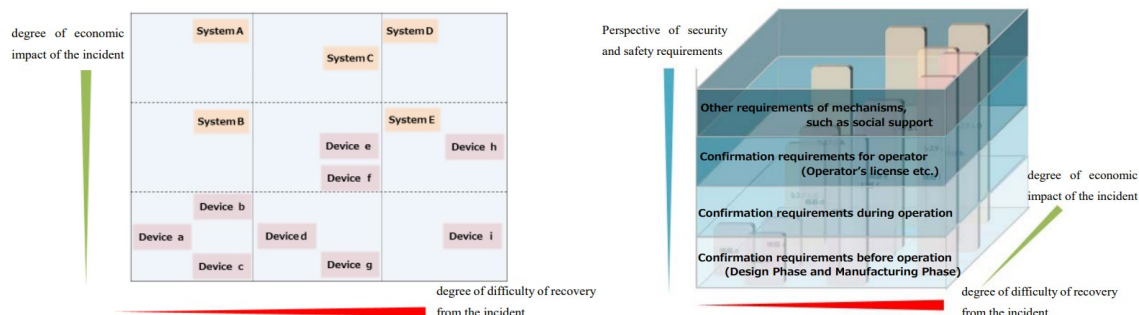 degree of economic
impact of the incident
System A
System D
System C
System B
System E
Device e
Device h
Device f
Device b
Device a
Device d
Device i
Device c
Device g
degree of difficulty of recovery
from the incident
Perspective of security
and safety requirements
Other requirements of mechanisms,
such as social support
Confirmation requirements for operator
(Operator's license etc.)
degree of economic
impact of the incident
Confirmation requirements during operation
Confirmation requirements before operation
(Design Phase and Manufacturing Phase)
degree of difficulty of recovery
from the incident